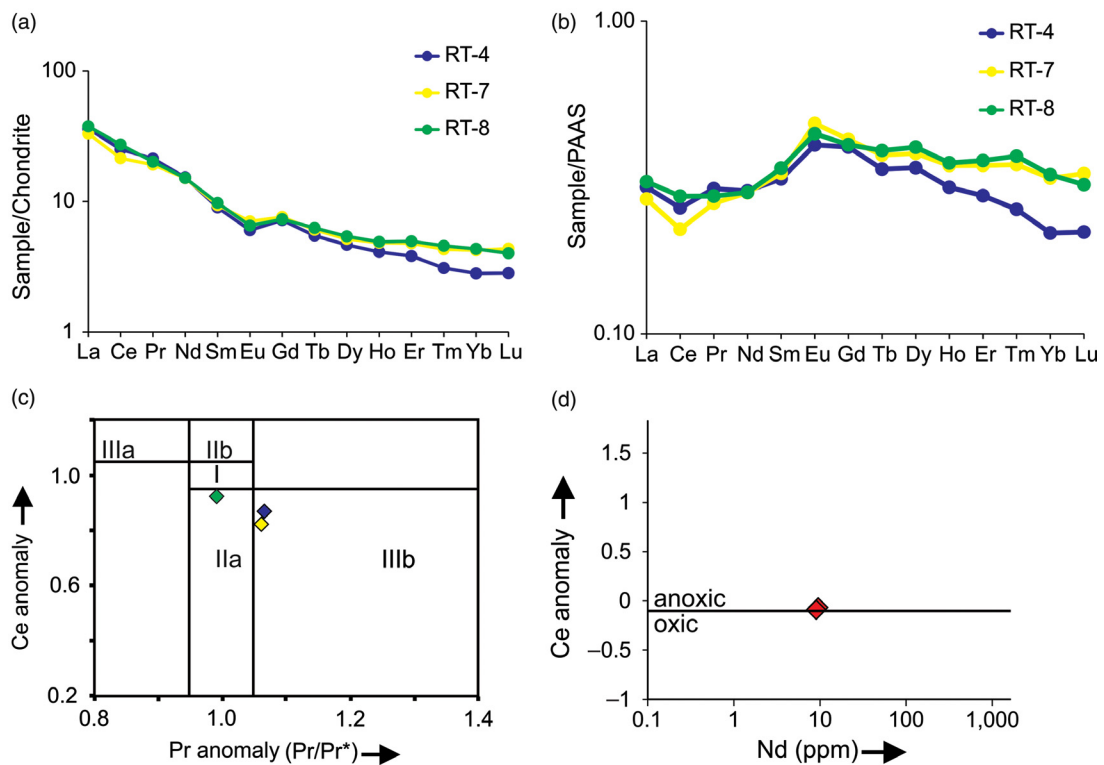 (a)
100
10
1
Sample/Chondrite
RT-4
RT-7
RT-8
La Ce Pr Nd Sm Eu Gd Tb Dy Ho Er Tm Yb Lu
(b)
1.00
0.10
Sample/PAAS
RT-4
RT-7
RT-8
La Ce Pr Nd Sm Eu Gd Tb Dy Ho Er Tm Yb Lu
(c)
IIIa IIb
I
IIa IIIb
1.0
0.6
0.2
Ce anomaly
0.8 1.0 1.2 1.4
Pr anomaly (Pr/Pr*)
(d)
1.5
1
0.5
0
–0.5
–1
Ce anomaly
anoxic
oxic
0.1 1 10 100 1,000
Nd (ppm)